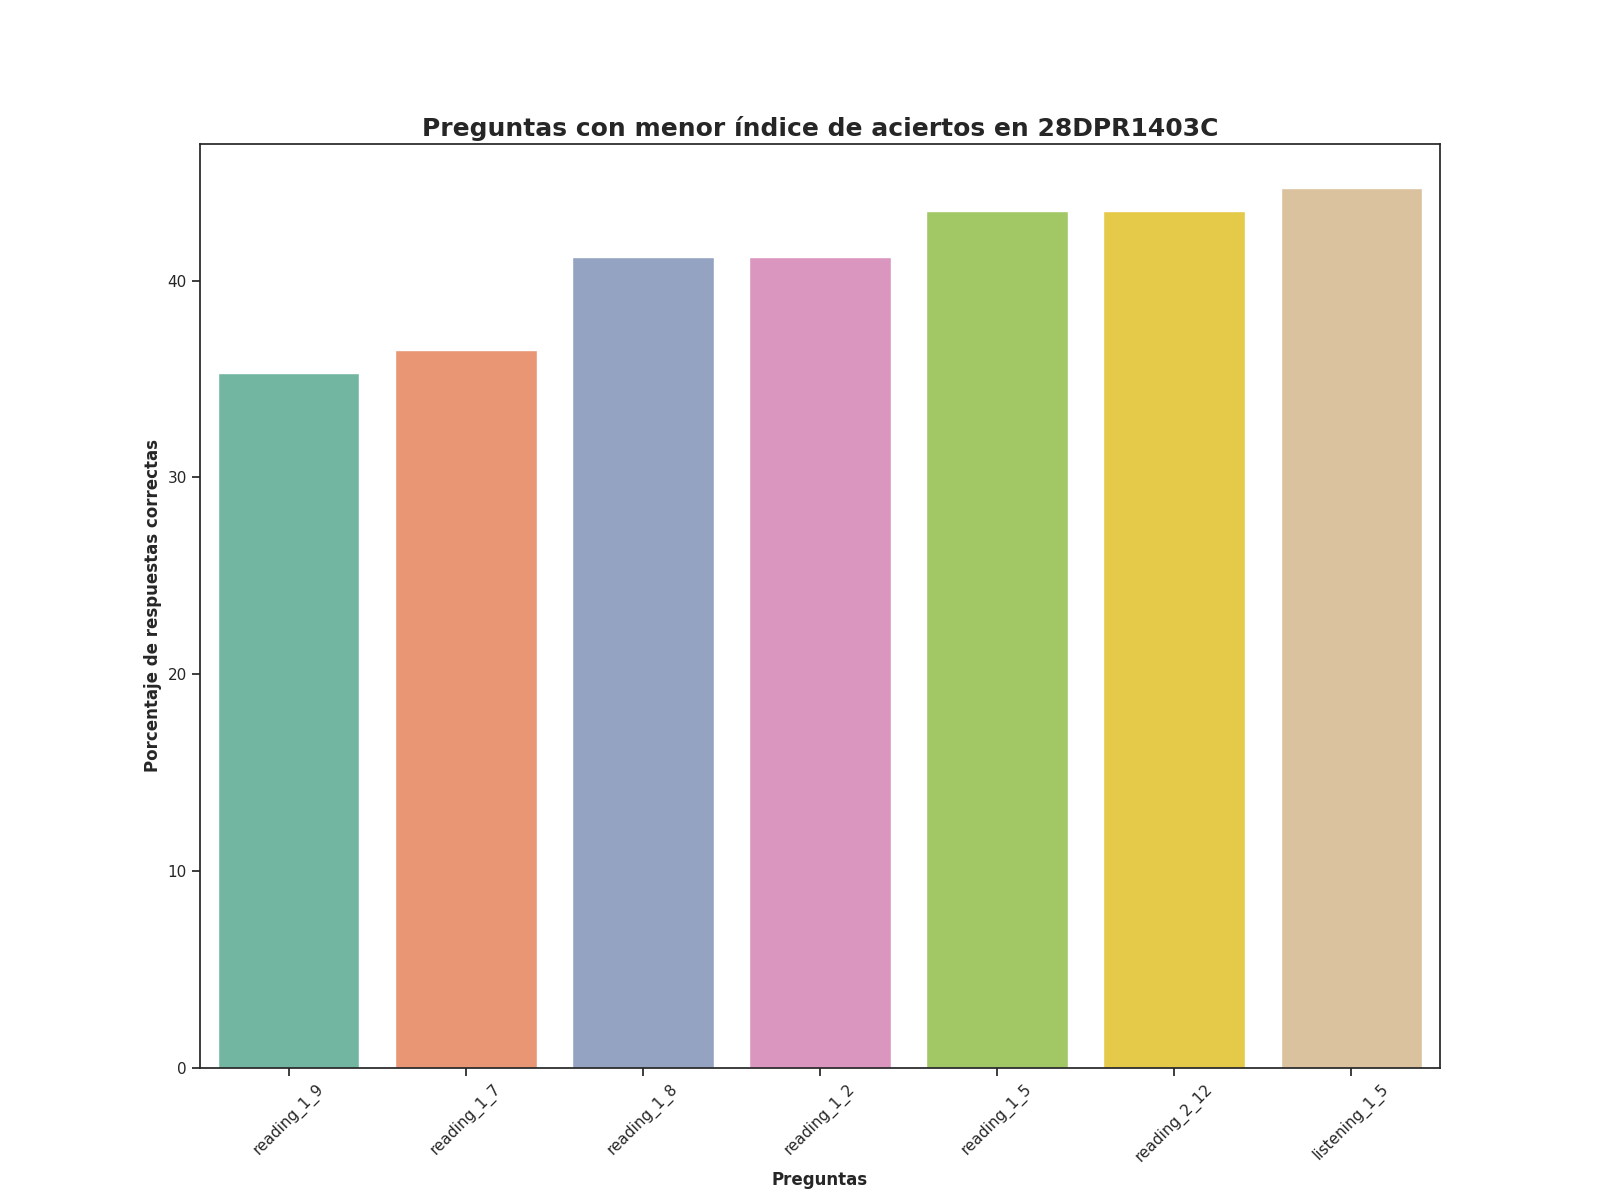 Preguntas con menor índice de aciertos en 28DPR1403C
Porcentaje de respuestas correctas
40
30
20
10
0
reading_1_9
reading_1_7
reading_1_8
reading_1_2
reading_1_5
reading_2_12
listening_1_5
Preguntas